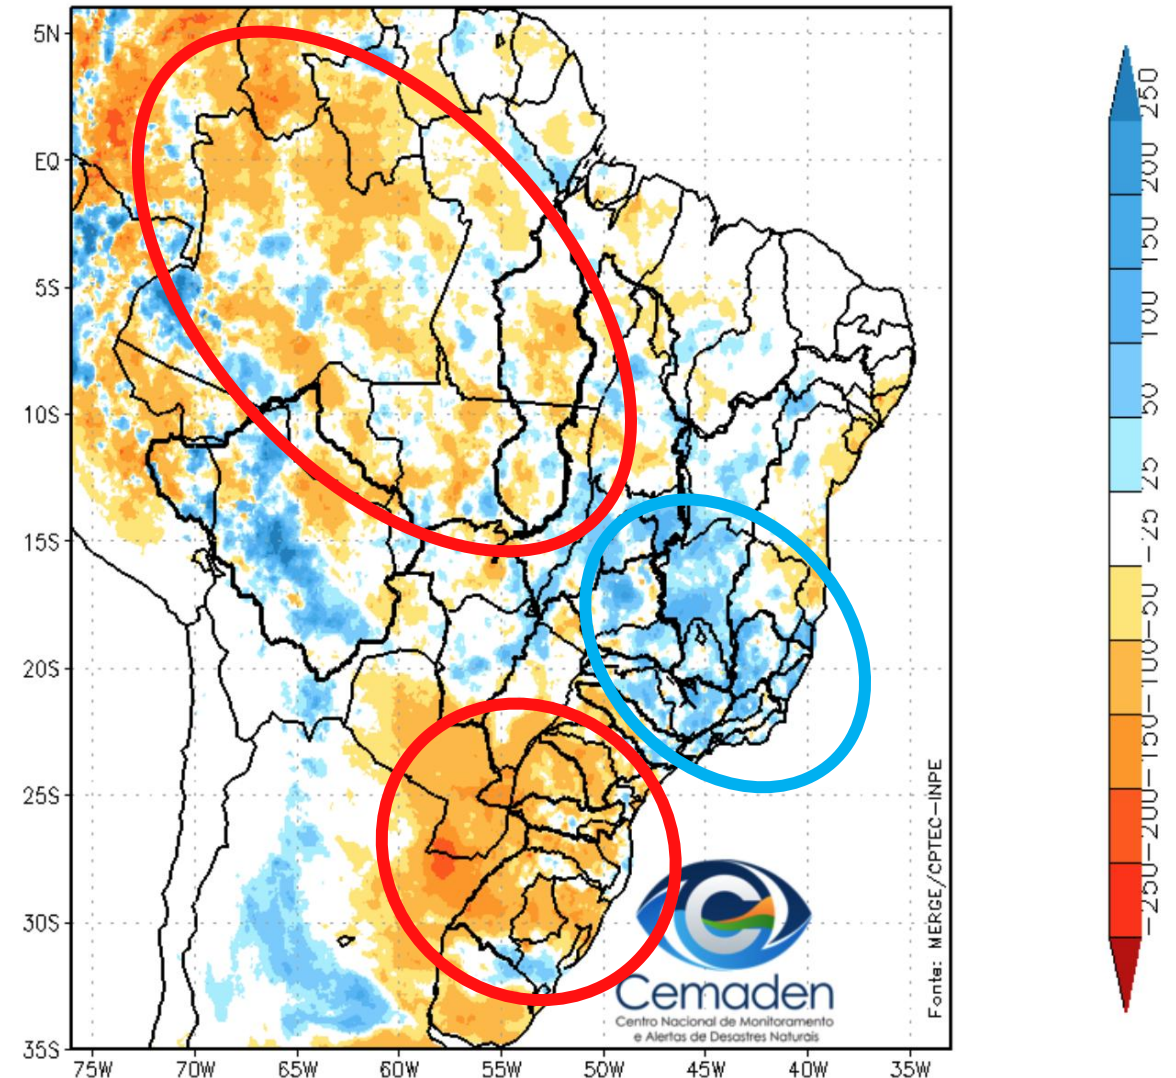 5N
EQ
5S
10S
15S
20S
25S
30S
35S
75W 70W 65W 60W 55W 50W 45W 40W 35W
Fonte: MERGE/CPTEC-INPE
Cemaden
Centro Nacional de Monitoramento
e Alertas de Desastres Naturais
250
200
150
100
50
25
-25
-50
-100
-150
-200
-250